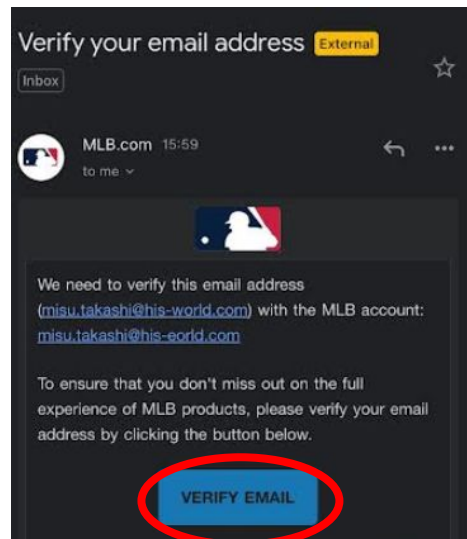 Verify your email address External
Inbox
MLB.com 15:59
to me
We need to verify this email address
(misu.takashi@his-world.com) with the MLB account:
misu.takashi@his-eorld.com
To ensure that you don't miss out on the full
experience of MLB products, please verify your email
address by clicking the button below.
VERIFY EMAIL